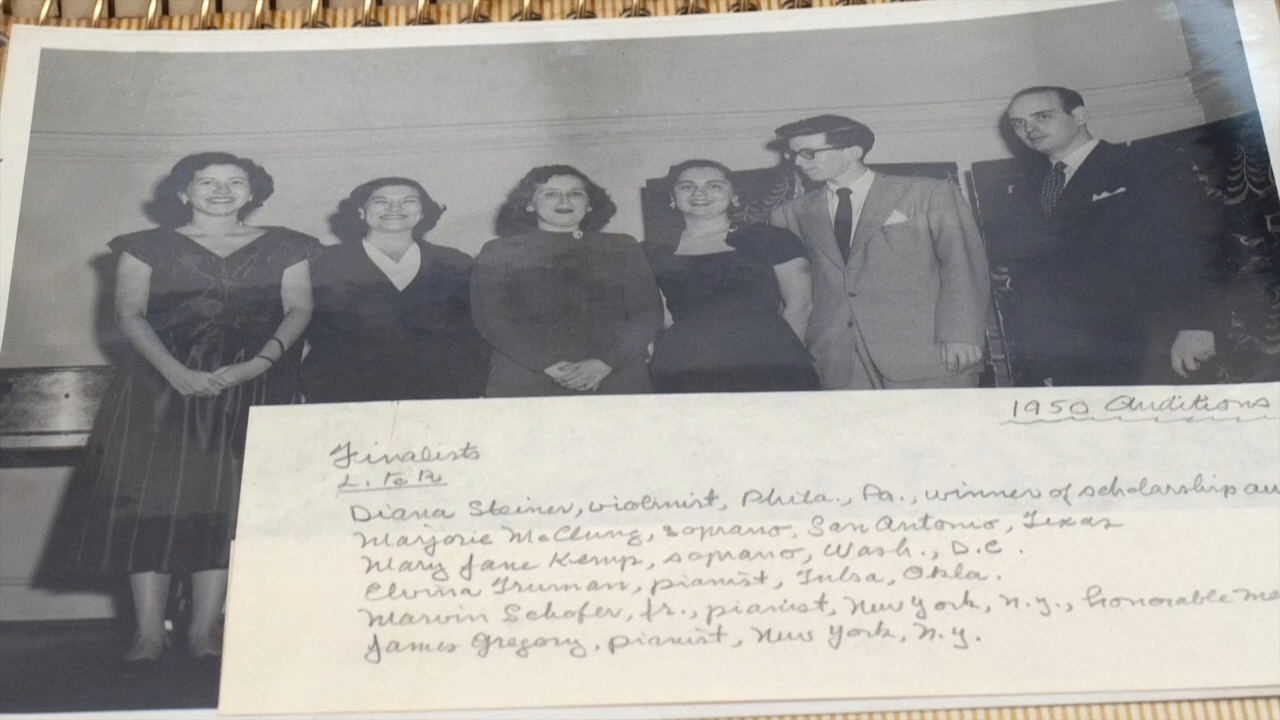 1950 Auditions
Finalists
L. to R.
Diana Steiner, violinist, Phila., Pa., winner of scholarship au
Marjorie McClung, soprano, San Antonio, Texas
Mary Jane Kemp, soprano, Wash., D.C.
Elvina Truman, pianist, Tulsa, Okla.
Marvin Schofer, Jr., pianist, New York, N.Y., honorable me
James Gregory, pianist, New York, N.Y.